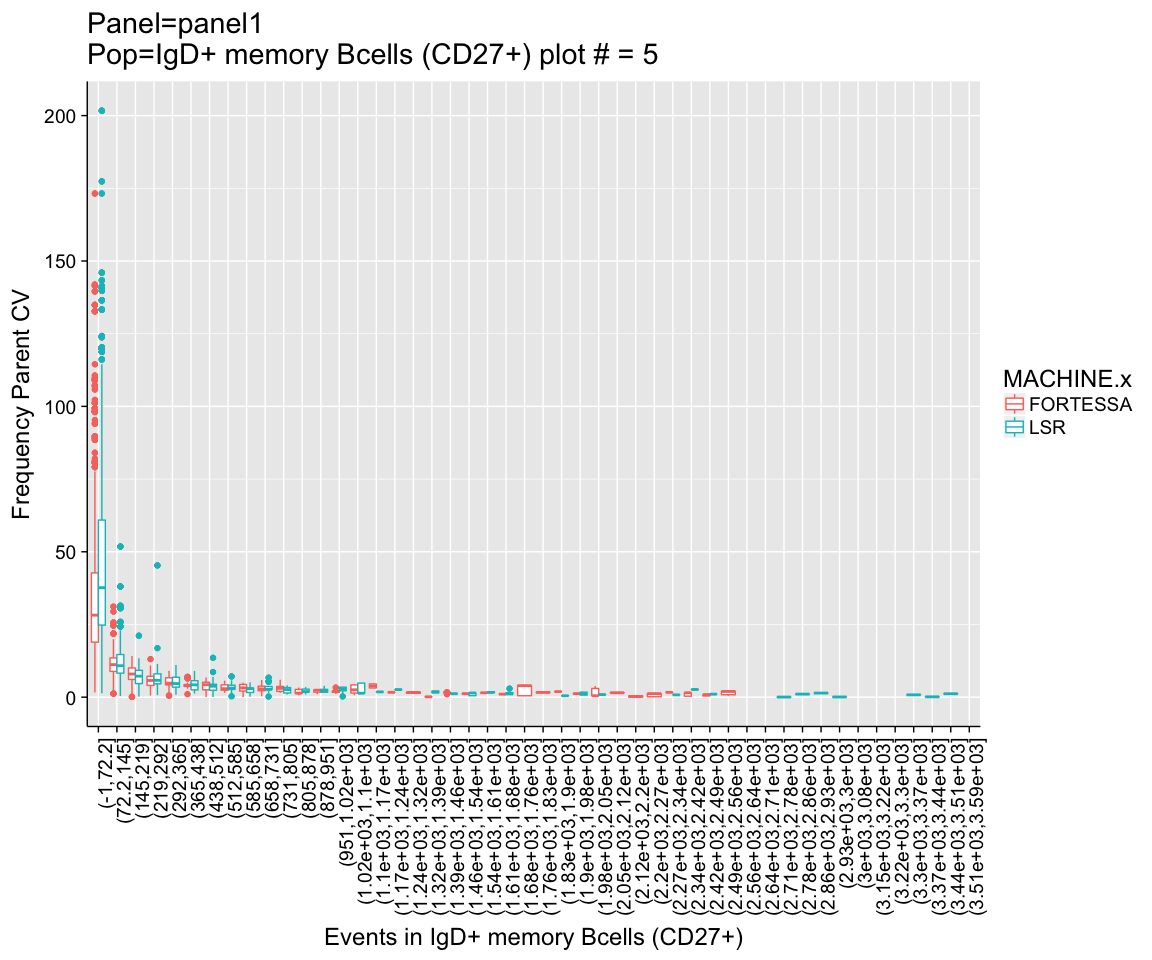 Panel=panel1
Pop=IgD+ memory Bcells (CD27+) plot # = 5
Frequency Parent CV
200
150
100
50
0
(-1,72.2]
(72.2,145]
(145,219]
(219,292]
(292,365]
(365,438]
(438,512]
(512,585]
(585,658]
(658,731]
(731,805]
(805,878]
(878,951]
(951,1.02e+03]
(1.02e+03,1.1e+03]
(1.1e+03,1.17e+03]
(1.17e+03,1.24e+03]
(1.24e+03,1.32e+03]
(1.32e+03,1.39e+03]
(1.39e+03,1.46e+03]
(1.46e+03,1.54e+03]
(1.54e+03,1.61e+03]
(1.61e+03,1.68e+03]
(1.68e+03,1.76e+03]
(1.76e+03,1.83e+03]
(1.83e+03,1.9e+03]
(1.9e+03,1.98e+03]
(1.98e+03,2.05e+03]
(2.05e+03,2.12e+03]
(2.12e+03,2.2e+03]
(2.2e+03,2.27e+03]
(2.27e+03,2.34e+03]
(2.34e+03,2.42e+03]
(2.42e+03,2.49e+03]
(2.49e+03,2.56e+03]
(2.56e+03,2.64e+03]
(2.64e+03,2.71e+03]
(2.71e+03,2.78e+03]
(2.78e+03,2.86e+03]
(2.86e+03,2.93e+03]
(2.93e+03,3e+03]
(3e+03,3.08e+03]
(3.15e+03,3.22e+03]
(3.22e+03,3.3e+03]
(3.3e+03,3.37e+03]
(3.37e+03,3.44e+03]
(3.44e+03,3.51e+03]
(3.51e+03,3.59e+03]
Events in IgD+ memory Bcells (CD27+)
MACHINE.x
FORTESSA
LSR